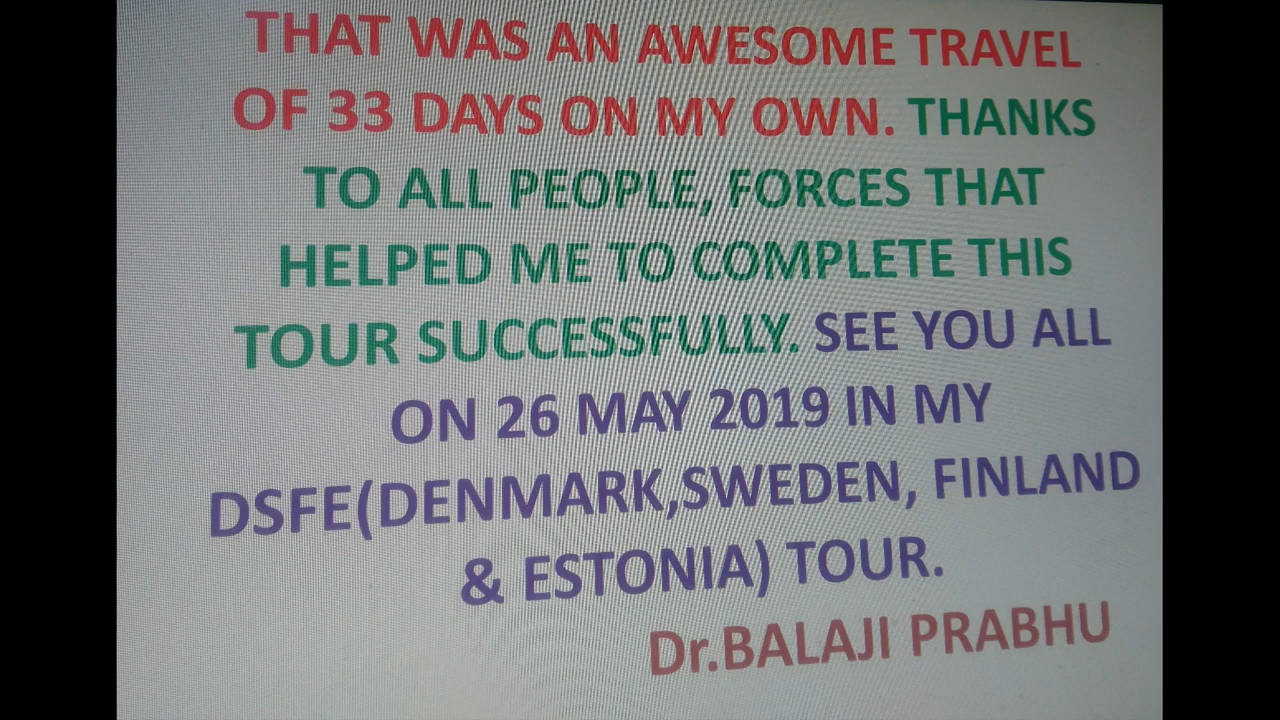 THAT WAS AN AWESOME TRAVEL
OF 33 DAYS ON MY OWN. THANKS
TO ALL PEOPLE, FORCES THAT
HELPED ME TO COMPLETE THIS
TOUR SUCCESSFULLY. SEE YOU ALL
ON 26 MAY 2019 IN MY
DSFE(DENMARK,SWEDEN, FINLAND
& ESTONIA) TOUR.
Dr.BALAJI PRABHU